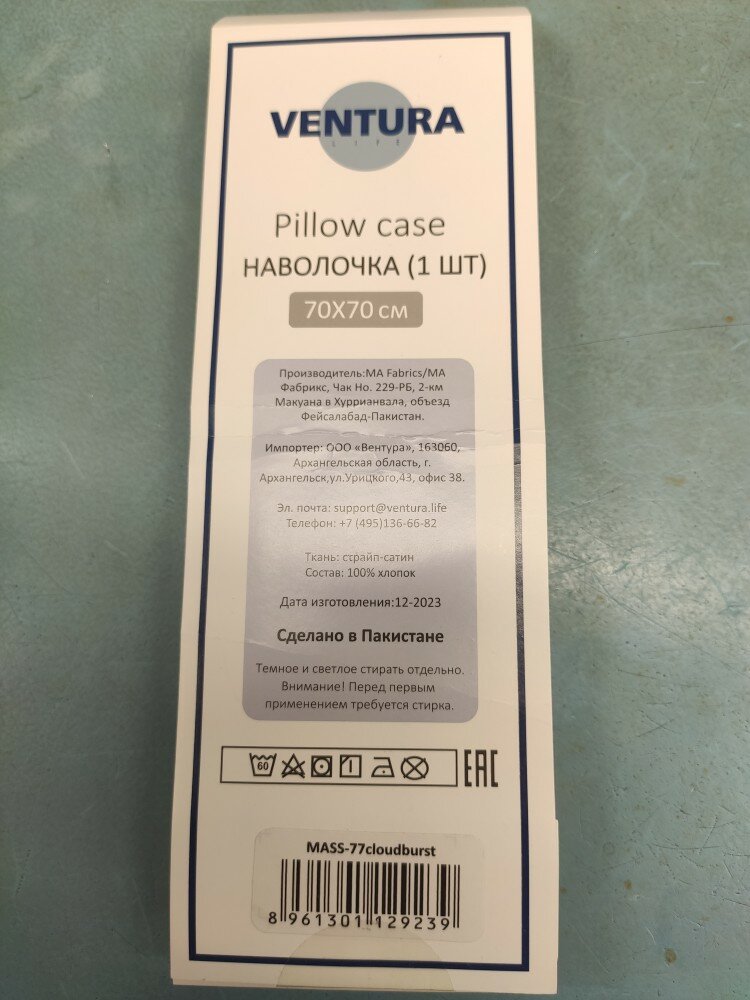 VENTURA
LIFE
Pillow case
НАВОЛОЧКА (1 ШТ)
70X70 см
Производитель:MA Fabrics/MA
Фабрикс, Чак Но. 229-РБ, 2-км
Макуана в Хурриянвала, объезд
Фейсалабад-Пакистан.
Импортер: ООО «Вентура», 163060,
Архангельская область, г.
Архангельск,ул.Урицкого,43, офис 38.
Эл. почта: support@ventura.life
Телефон: +7 (495)136-66-82
Ткань: страйп-сатин
Состав: 100% хлопок
Дата изготовления:12-2023
Сделано в Пакистане
Темное и светлое стирать отдельно.
Внимание! Перед первым
применением требуется стирка.
60
EAC
MASS-77cloudburst
8 961301 129239